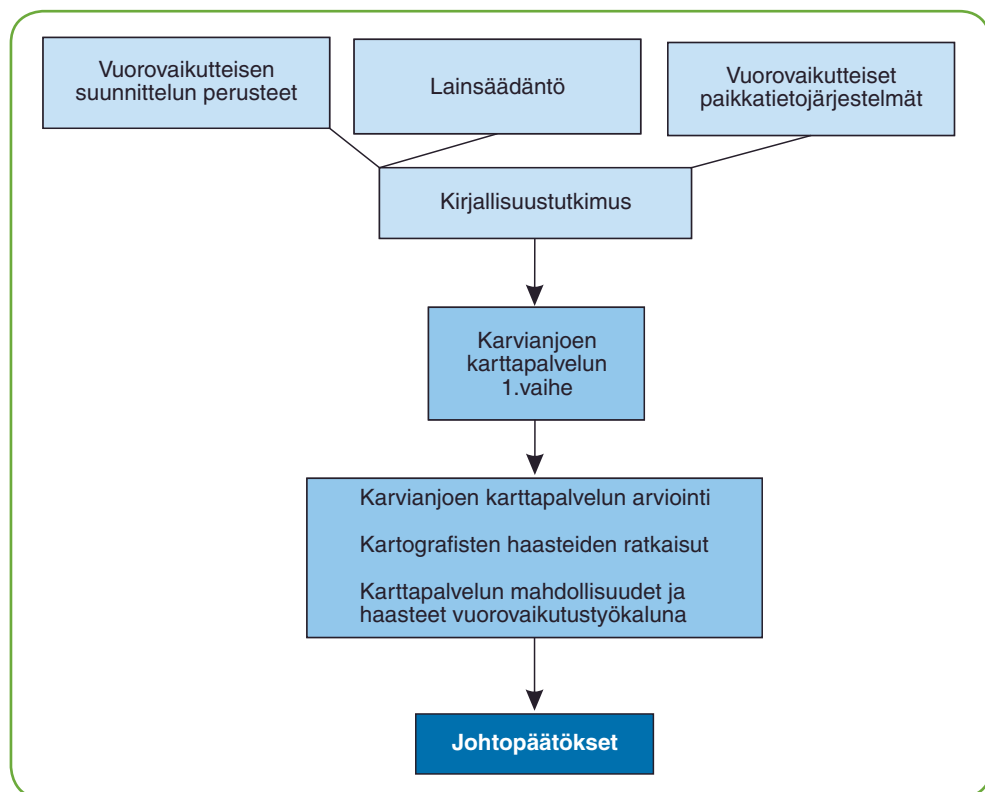 Vuorovaikutteisen
suunnittelun perusteet
Lainsäädäntö
Vuorovaikutteiset
paikkatietojärjestelmät
Kirjallisuustutkimus
Karvianjoen
karttapalvelun
1.vaihe
Karvianjoen karttapalvelun arviointi
Kartografisten haasteiden ratkaisut
Karttapalvelun mahdollisuudet ja
haasteet vuorovaikutustyökaluna
Johtopäätökset